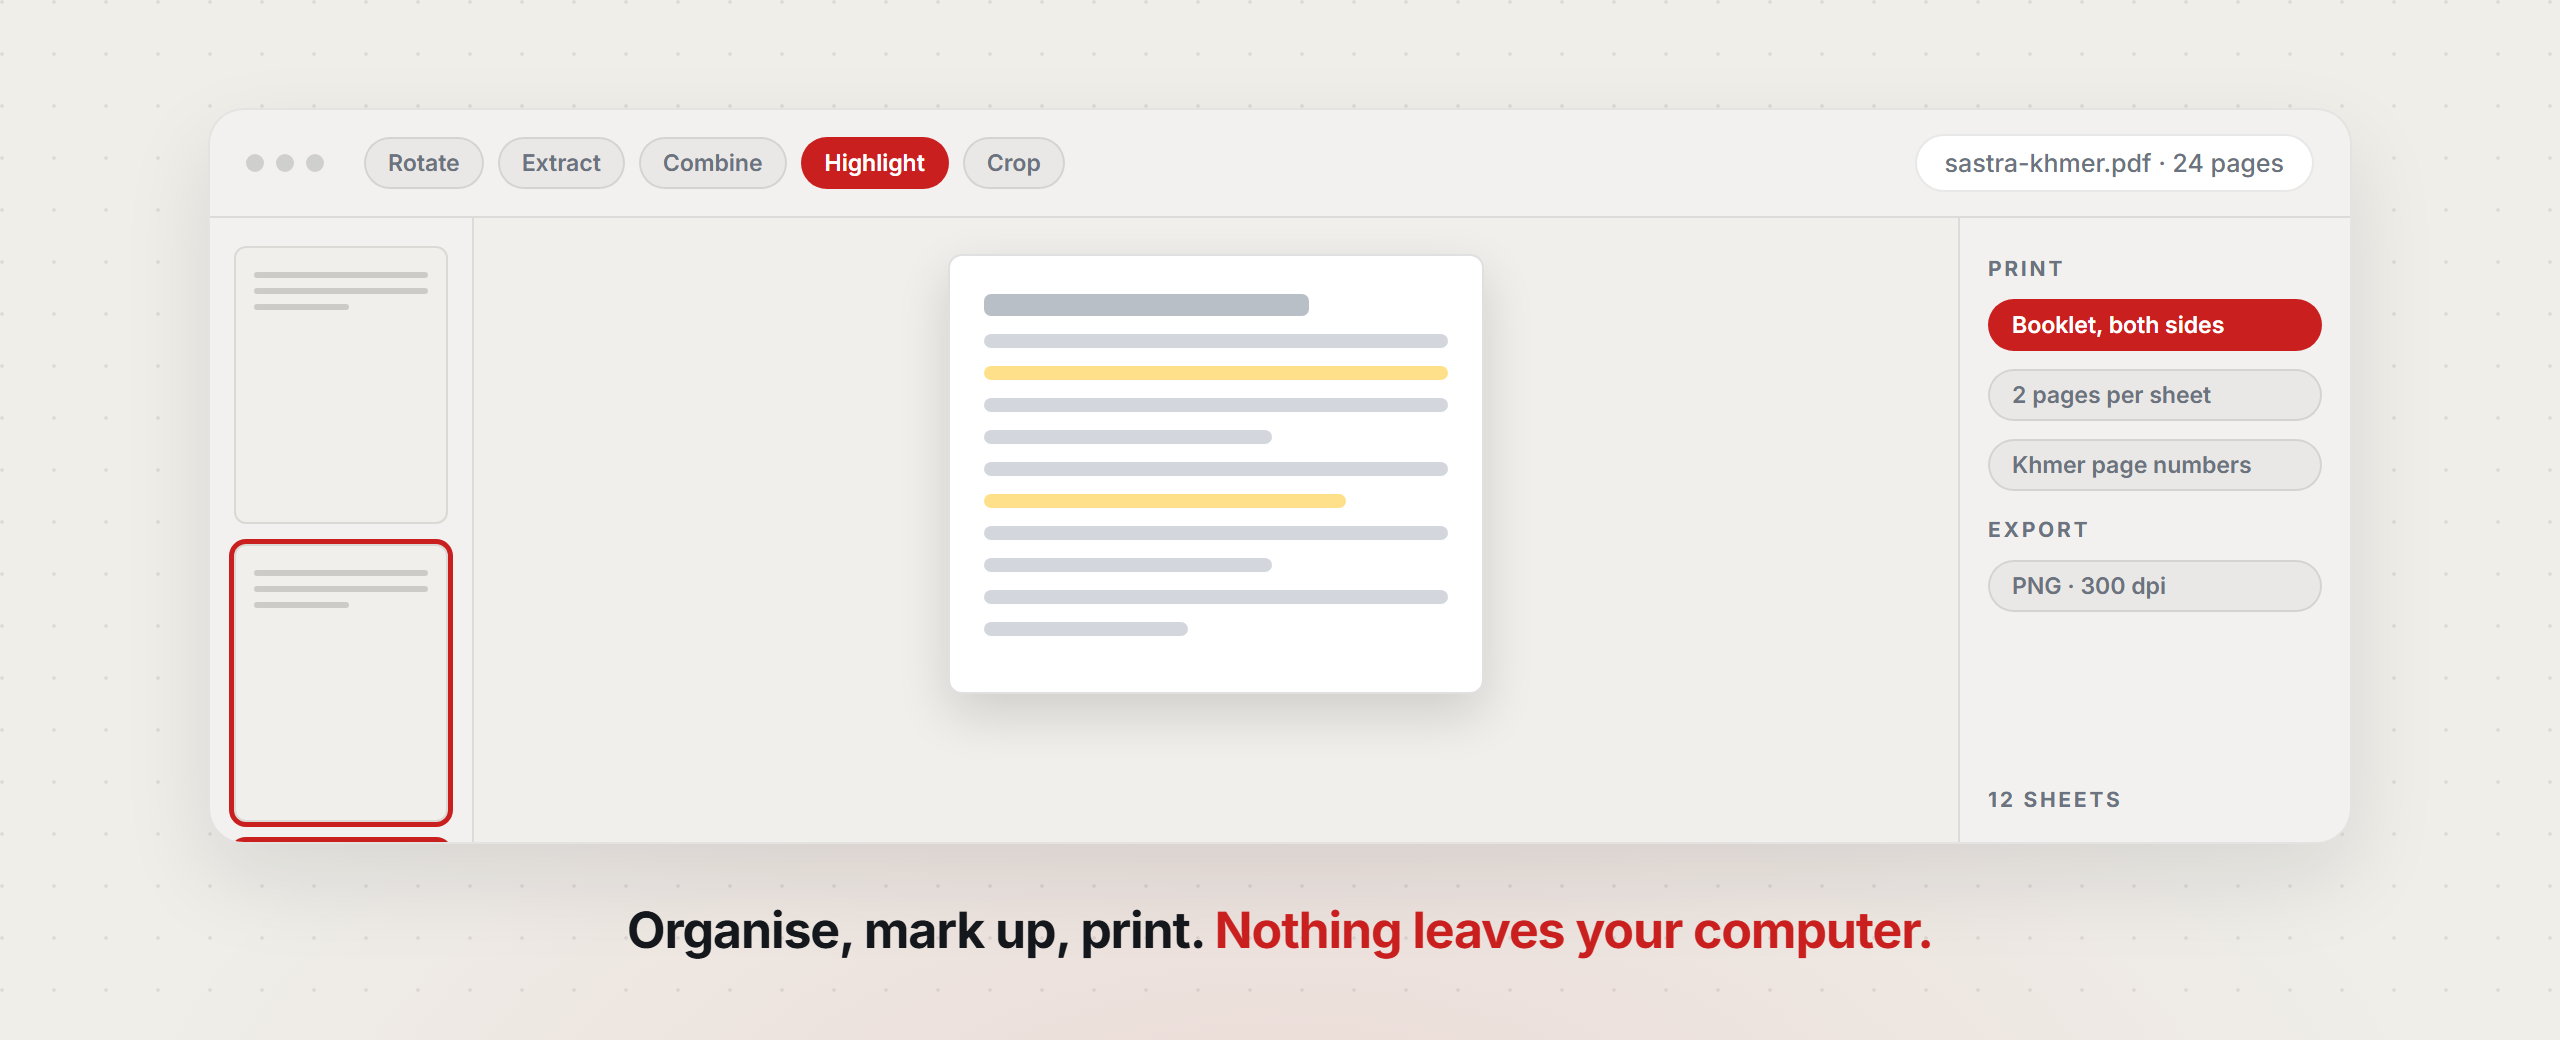 Rotate Extract Combine Highlight Crop sastra-khmer.pdf · 24 pages
PRINT
Booklet, both sides
2 pages per sheet
Khmer page numbers
EXPORT
PNG · 300 dpi
12 SHEETS
Organise, mark up, print. Nothing leaves your computer.